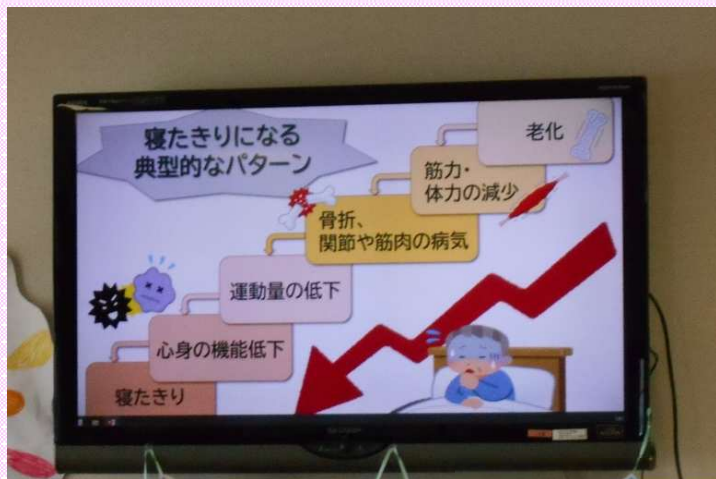 寝たきりになる
典型的なパターン
老化
筋力・
体力の減少
骨折、
関節や筋肉の病気
運動量の低下
心身の機能低下
寝たきり